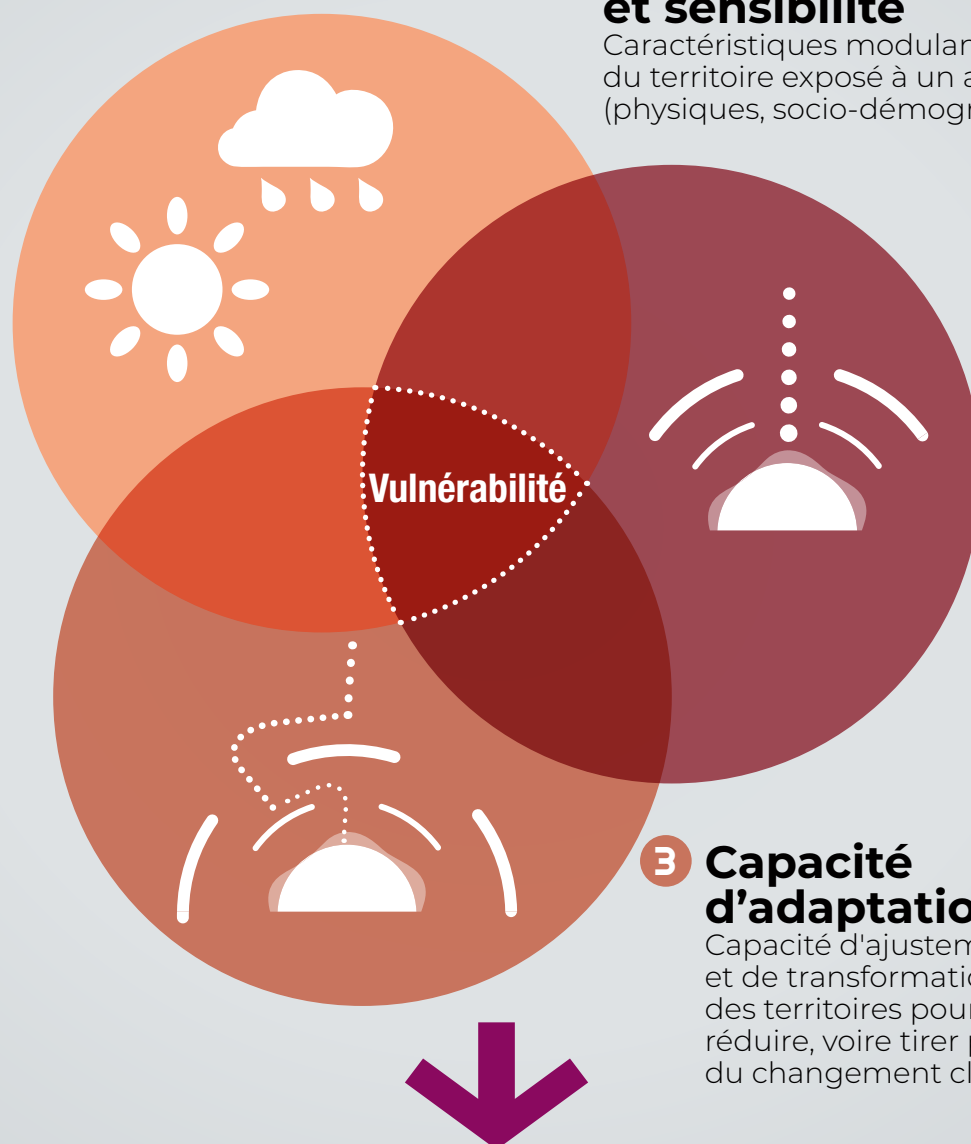 et sensibilité
Caractéristiques modulan
du territoire exposé à un a
(physiques, socio-démogr
Vulnérabilité
3 Capacité
d'adaptatio
Capacité d'ajustem
et de transformatio
des territoires pour
réduire, voire tirer p
du changement cl